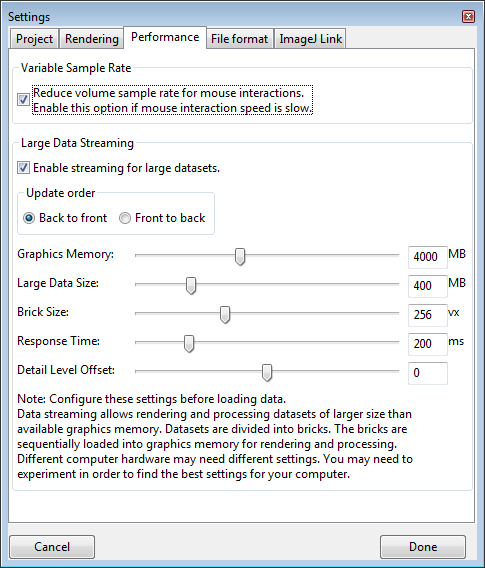 Settings
Project Rendering Performance File format ImageJ Link
Variable Sample Rate
Reduce volume sample rate for mouse interactions.
Enable this option if mouse interaction speed is slow.
Large Data Streaming
Enable streaming for large datasets.
Update order
Back to front Front to back
Graphics Memory: 4000 MB
Large Data Size: 400 MB
Brick Size: 256 vx
Response Time: 200 ms
Detail Level Offset: 0
Note: Configure these settings before loading data.
Data streaming allows rendering and processing datasets of larger size than
available graphics memory. Datasets are divided into bricks. The bricks are
sequentially loaded into graphics memory for rendering and processing.
Different computer hardware may need different settings. You may need to
experiment in order to find the best settings for your computer.
Cancel Done